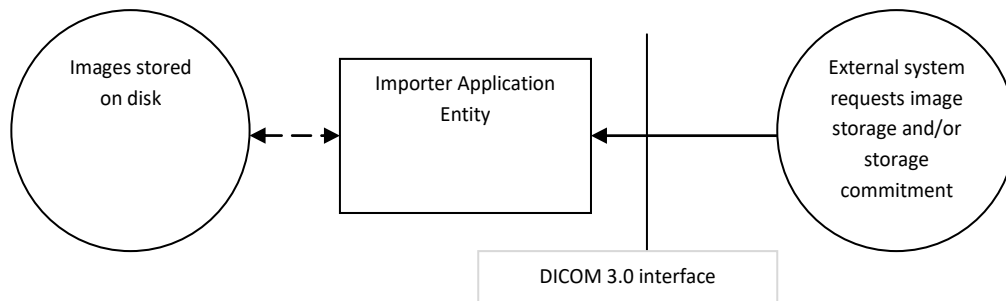 Images stored
on disk
Importer Application
Entity
External system
requests image
storage and/or
storage
commitment
DICOM 3.0 interface